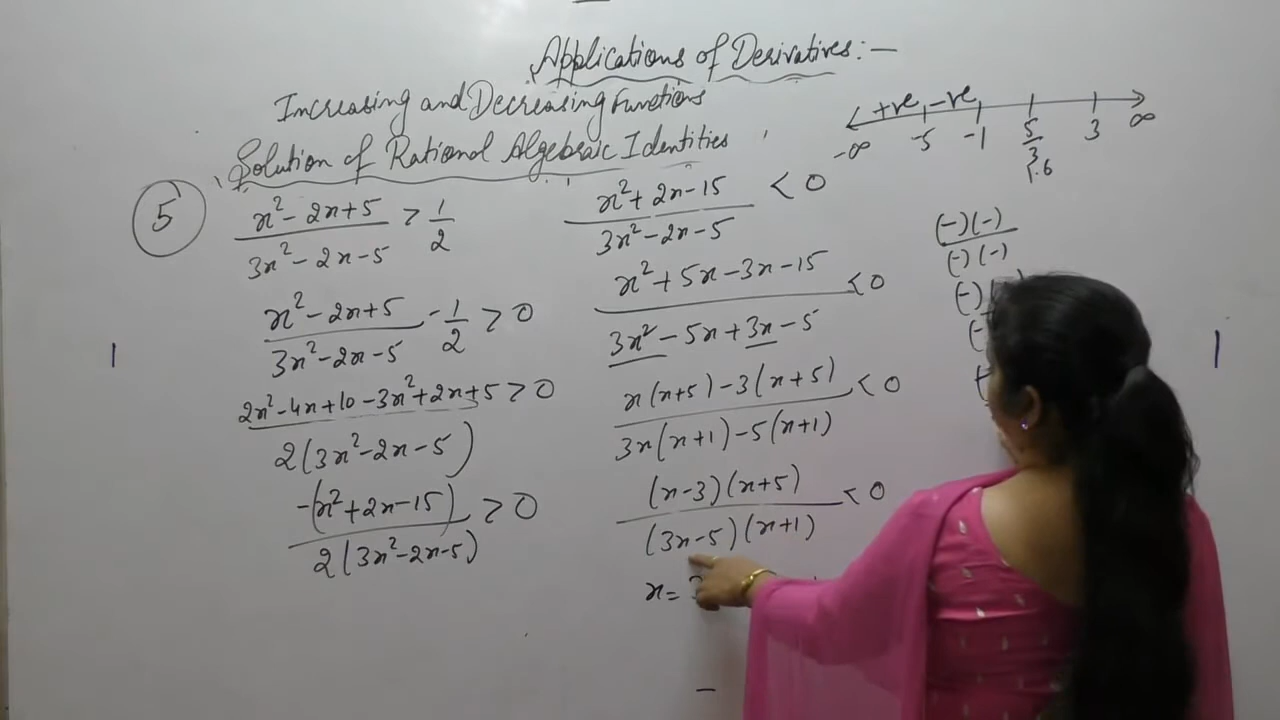 Applications of Derivatives:-
Increasing and Decreasing Functions
Solution of Rational Algebraic Identities
5
x² - 2x + 5 / 3x² - 2x - 5 > 1/2
x² - 2x + 5 / 3x² - 2x - 5 - 1/2 > 0
2x² - 4x + 10 - 3x² + 2x + 5 > 0
2(3x² - 2x - 5)
-(x² + 2x - 15) / 2(3x² - 2x - 5) > 0
x² + 2x - 15 / 3x² - 2x - 5 < 0
x² + 5x - 3x - 15 / 3x² - 5x + 3x - 5 < 0
x(x+5) - 3(x+5) / 3x(x+1) - 5(x+1) < 0
(x-3)(x+5) / (3x-5)(x+1) < 0
x = 3
+ve -ve
-∞ -5 -1 5/3 3 ∞
1.6
(-)(-)
(-)(-)
(-)